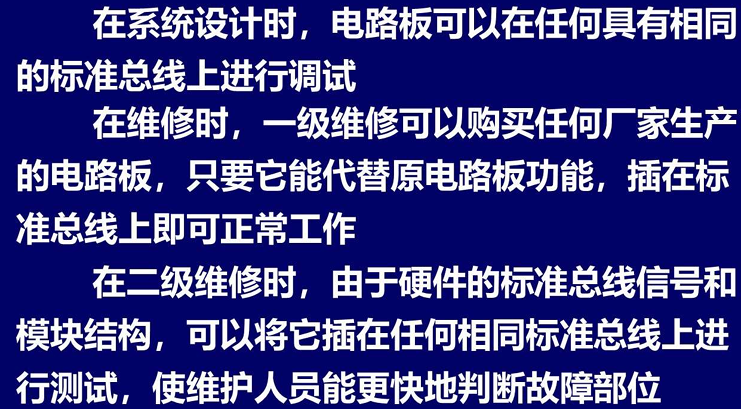 在系统设计时，电路板可以在任何具有相同
的标准总线上进行调试
在维修时，一级维修可以购买任何厂家生产
的电路板，只要它能代替原电路板功能，插在标
准总线上即可正常工作
在二级维修时，由于硬件的标准总线信号和
模块结构，可以将它插在任何相同标准总线上进
行测试，使维护人员能更快地判断故障部位